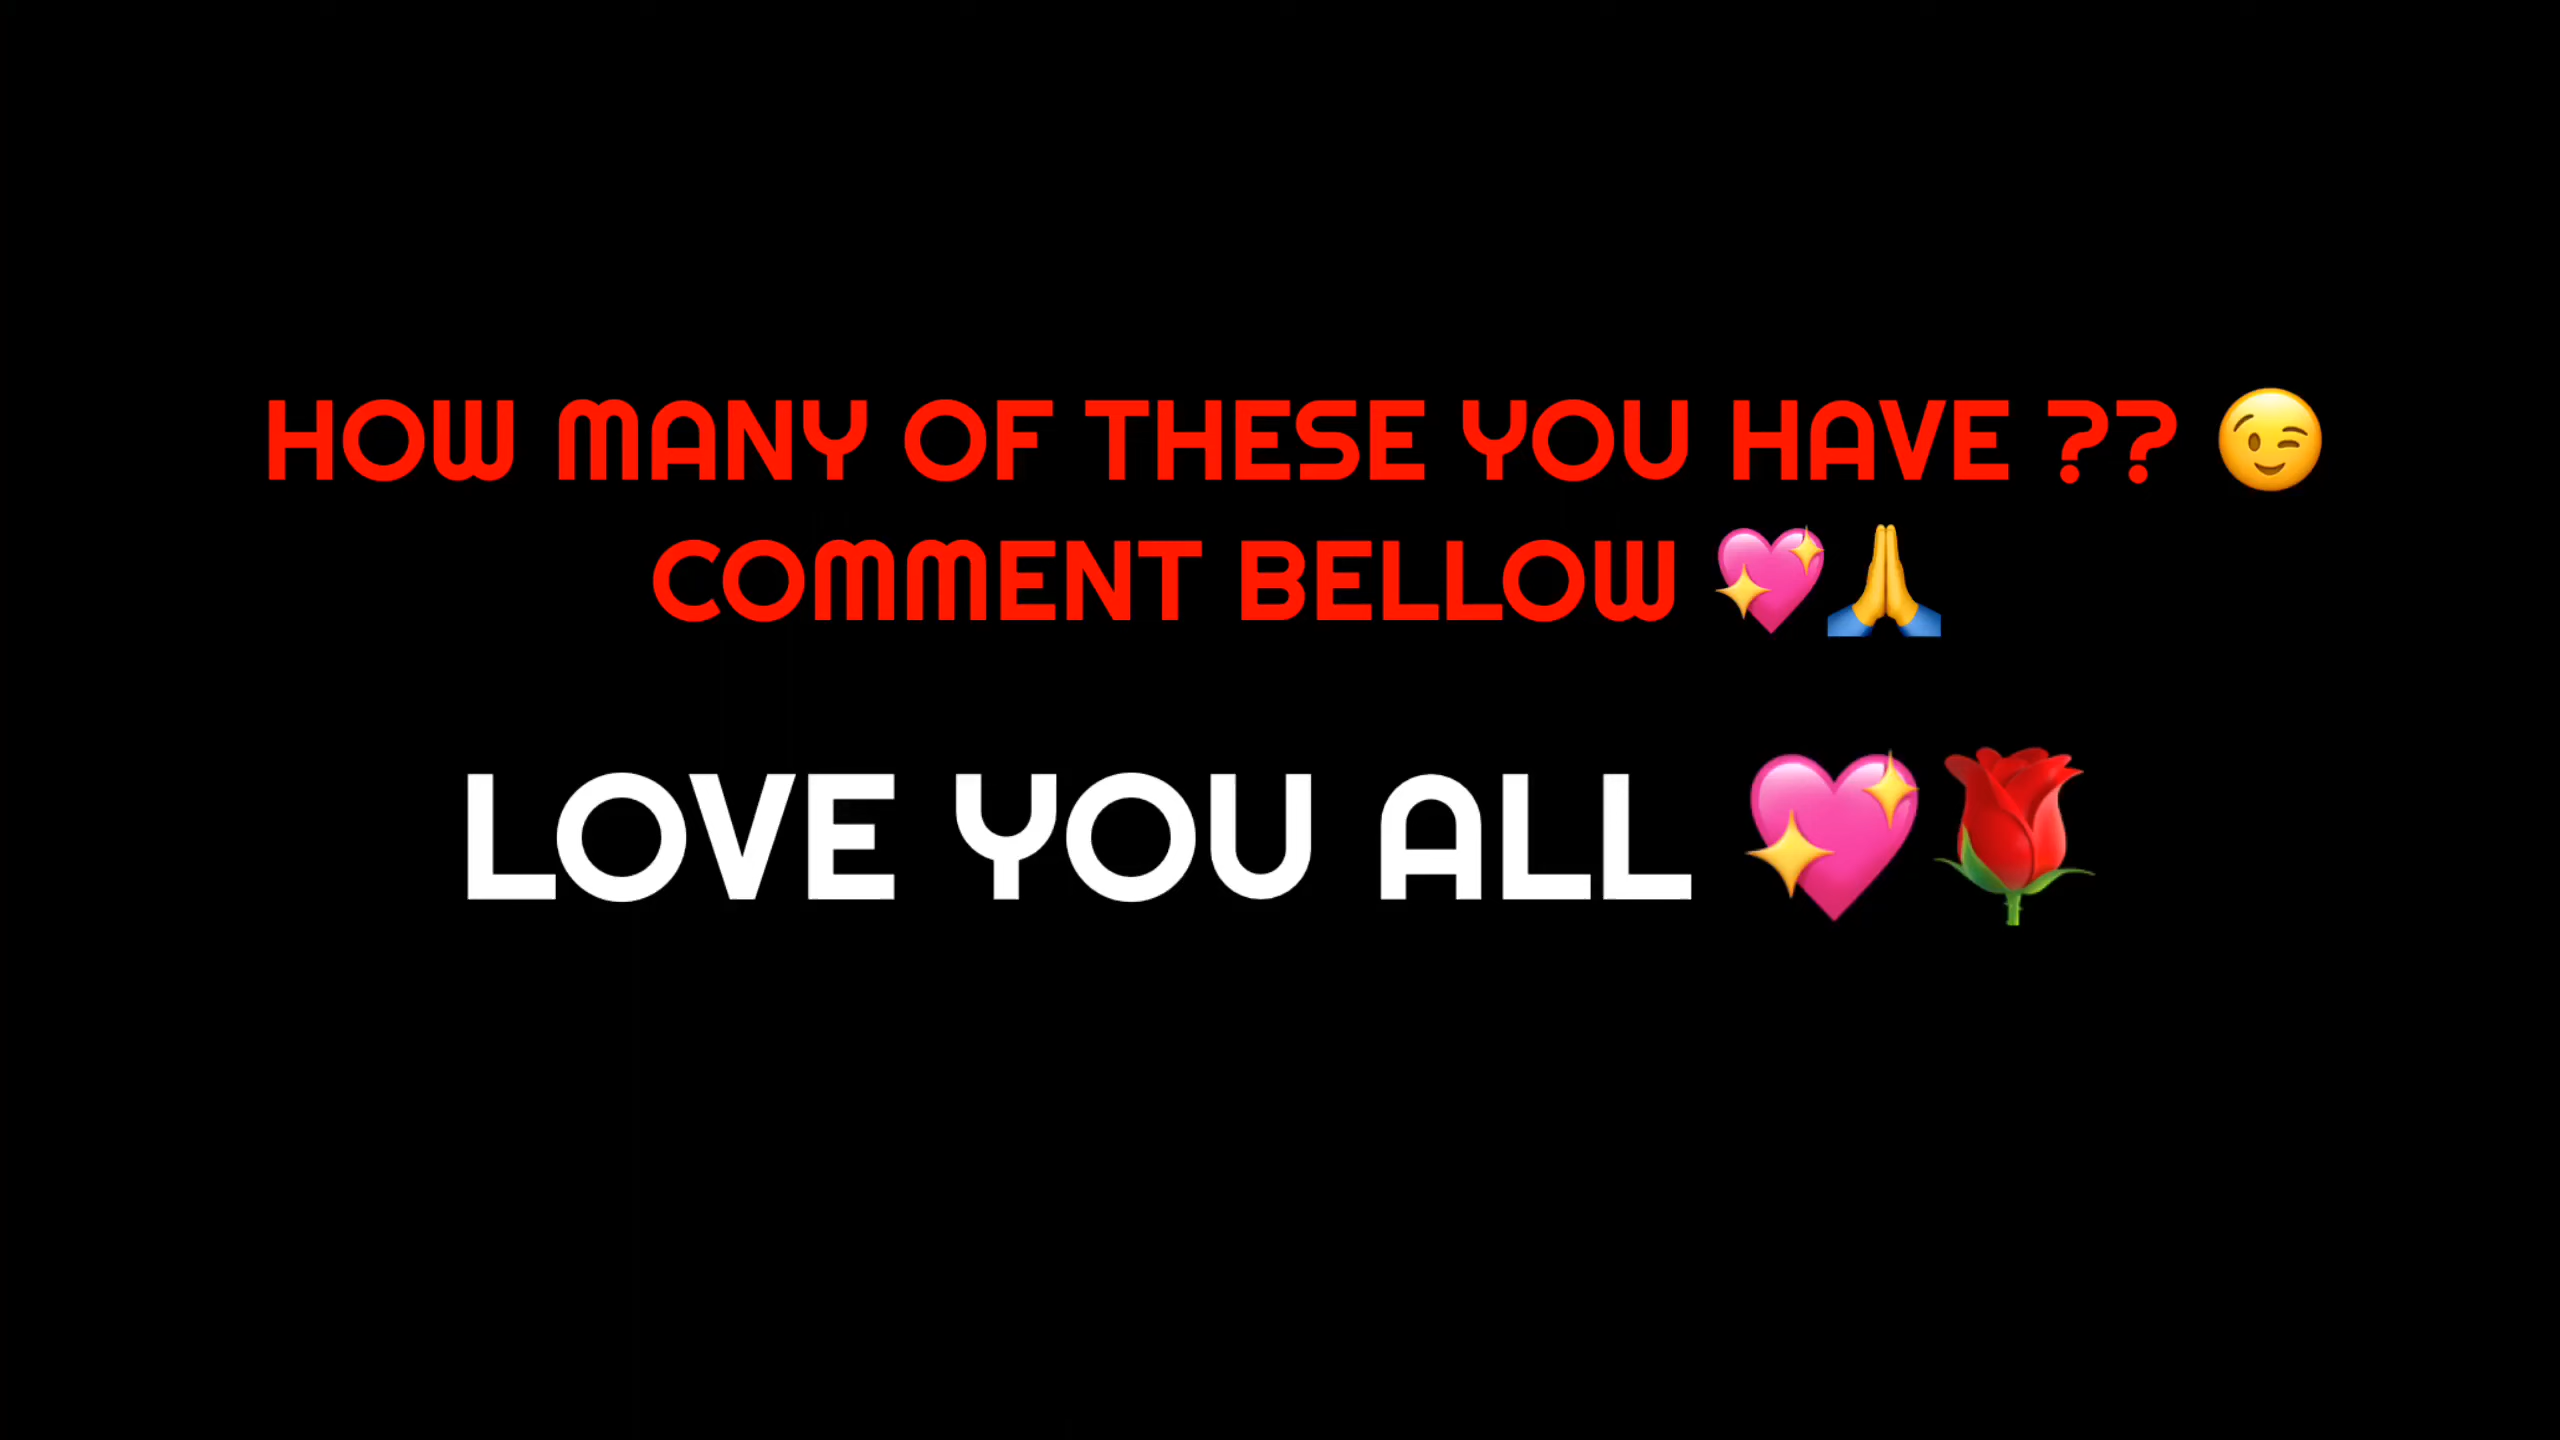 HOW MANY OF THESE YOU HAVE ?? 😉
COMMENT BELLOW 💖🙏
LOVE YOU ALL 💖🌹